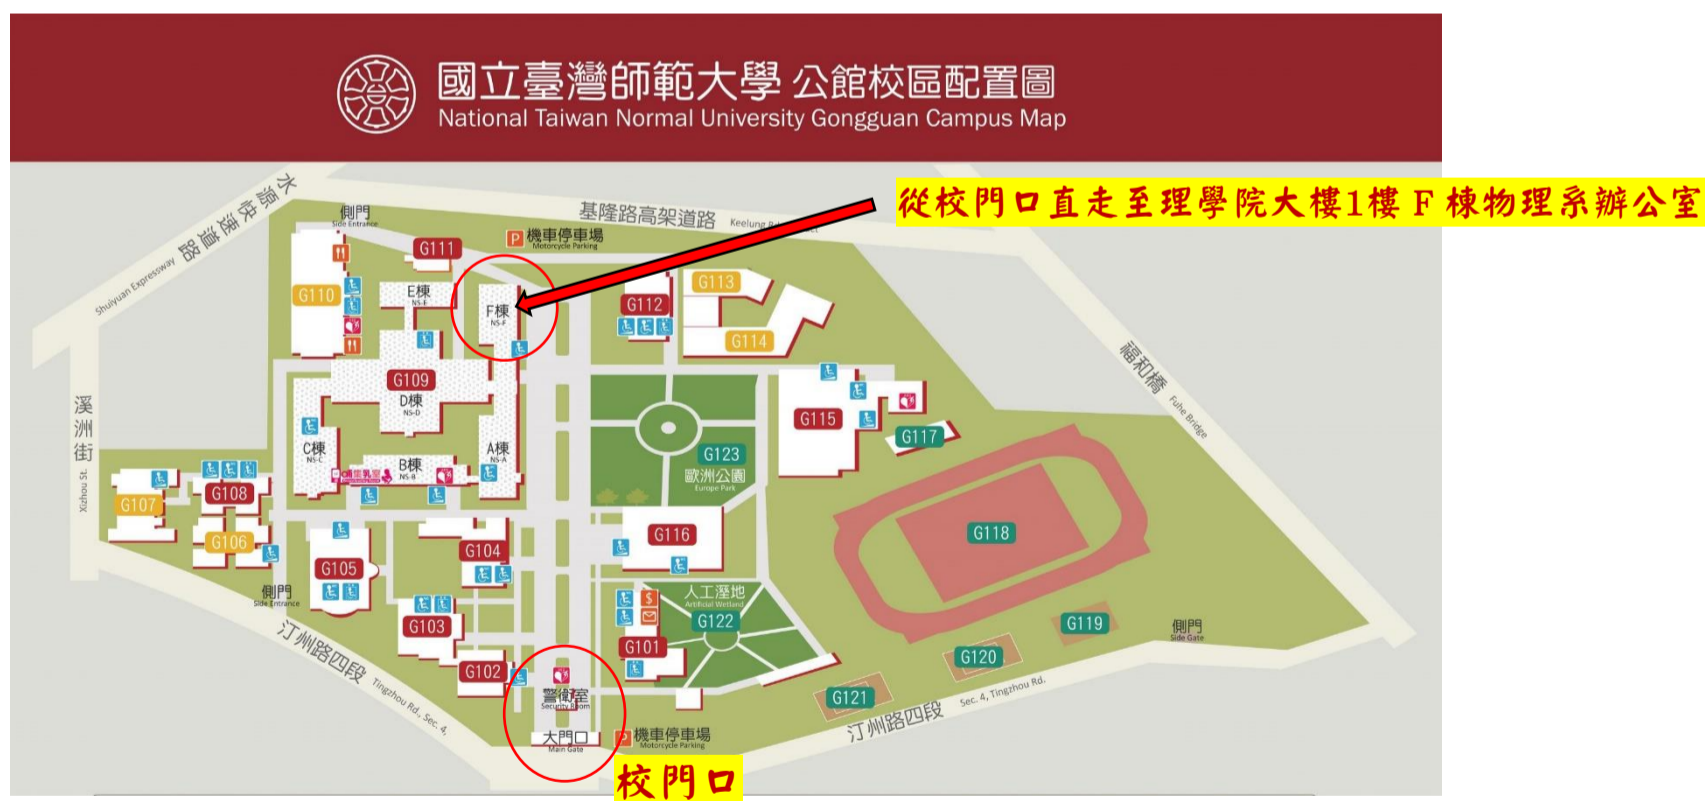 國立臺灣師範大學 公館校區配置圖
National Taiwan Normal University Gongguan Campus Map
從校門口直走至理學院大樓1樓 F 棟物理系辦公室
水源快速道路
Shuiyuan Expressway
側門
Side Entrance
基隆路高架道路
Keelung Rd.
P 機車停車場
Motorcycle Parking
G111
G110
E棟
NS-E
F棟
NS-F
G112
G113
G114
福和橋
Fuhe Bridge
G109
D棟
NS-D
溪洲街
Xizhou St.
C棟
NS-C
B棟
NS-B
哺集乳室
A棟
NS-A
G115
G117
G123
歐洲公園
Europe Park
G107
G108
G106
G105
G104
G116
G118
側門
Side Entrance
G103
G102
人工溼地
Artificial Wetland
G122
$
G101
G119
G120
G121
側門
Side Gate
汀州路四段
Tingzhou Rd., Sec. 4,
警衛室
Security Room
大門口
Main Gate
P 機車停車場
Motorcycle Parking
汀州路四段
Sec. 4, Tingzhou Rd.
校門口